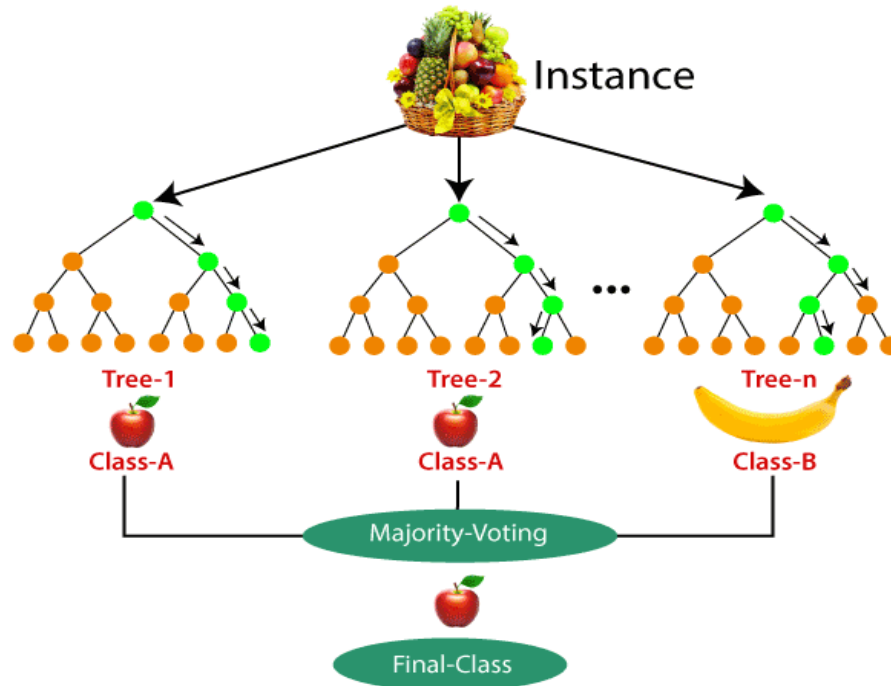 Instance
...
Tree-1
Tree-2
Tree-n
Class-A
Class-A
Class-B
Majority-Voting
Final-Class